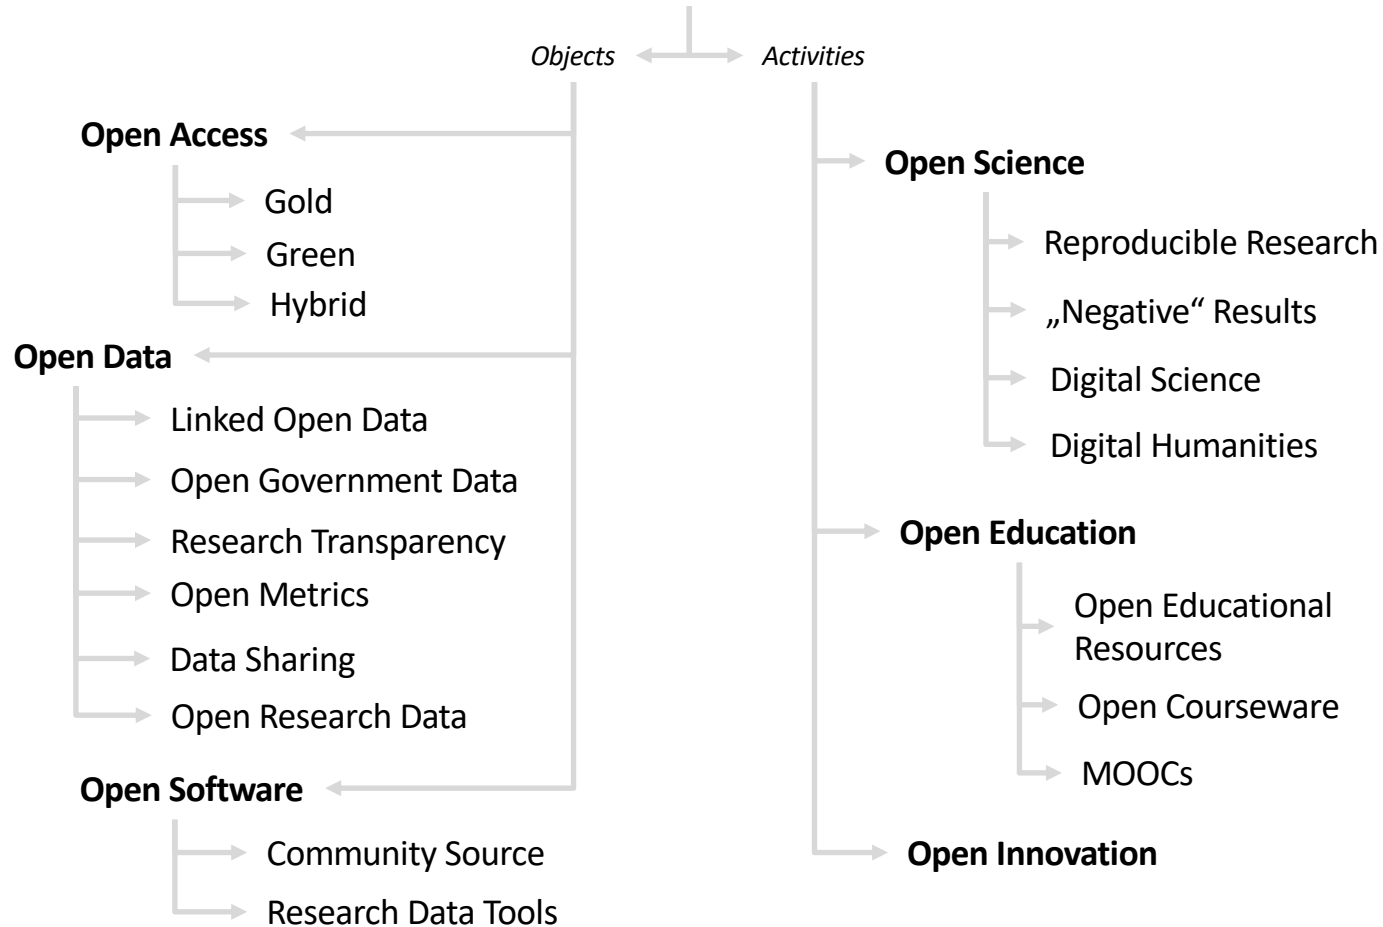 Objects
Activities
Open Access
Gold
Green
Hybrid
Open Data
Linked Open Data
Open Government Data
Research Transparency
Open Metrics
Data Sharing
Open Research Data
Open Software
Community Source
Research Data Tools
Open Science
Reproducible Research
„Negative“ Results
Digital Science
Digital Humanities
Open Education
Open Educational
Resources
Open Courseware
MOOCs
Open Innovation